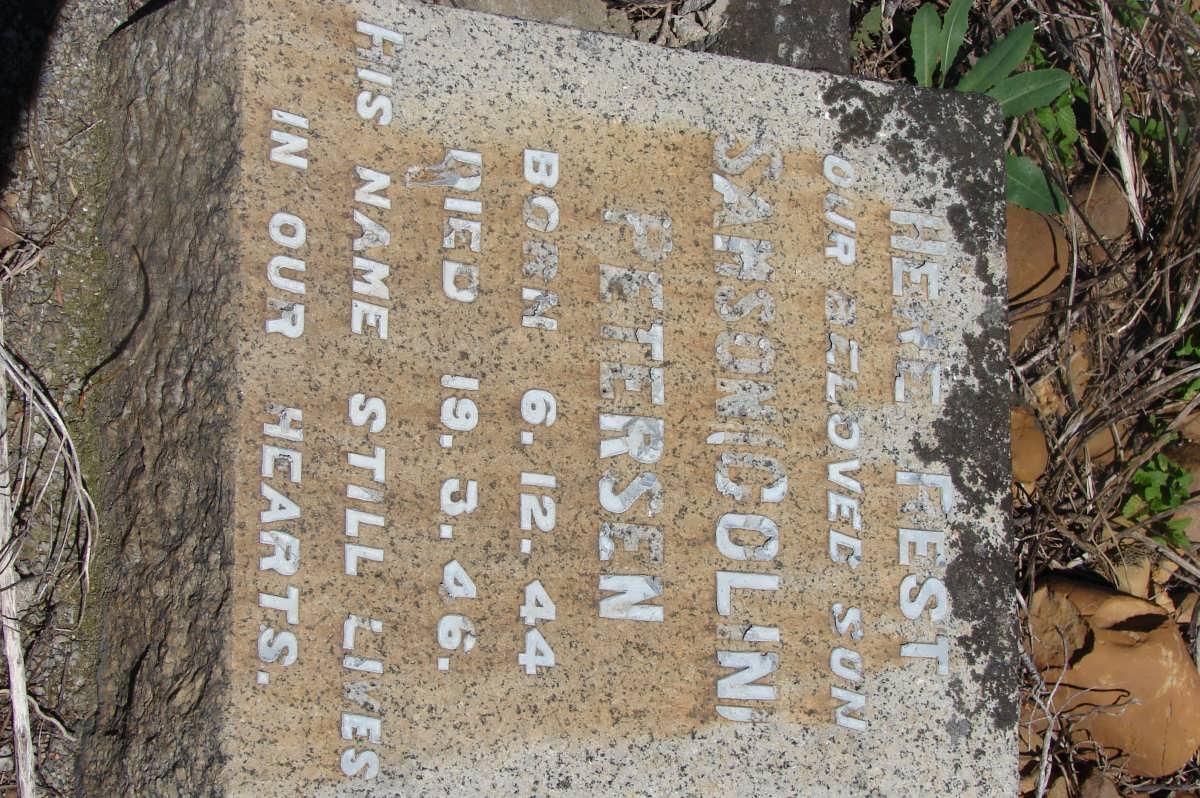 HERE REST
OUR BELOVED SUN
SAMSON COLIN
PETERSEN
BORN 6.12.44
DIED 19.3.46.
HIS NAME STILL LIVES
IN OUR HEARTS.